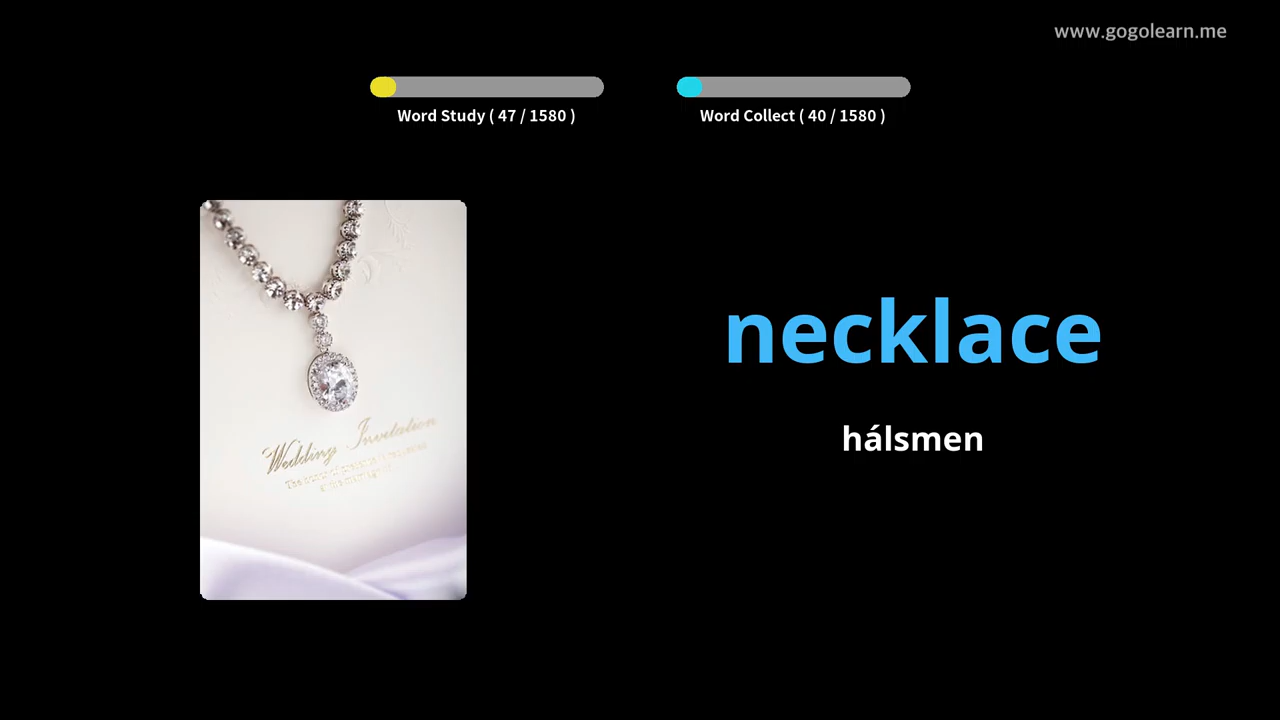 www.gogolearn.me
Word Study ( 47 / 1580 )
Word Collect ( 40 / 1580 )
necklace
hálsmen
Wedding Invitation